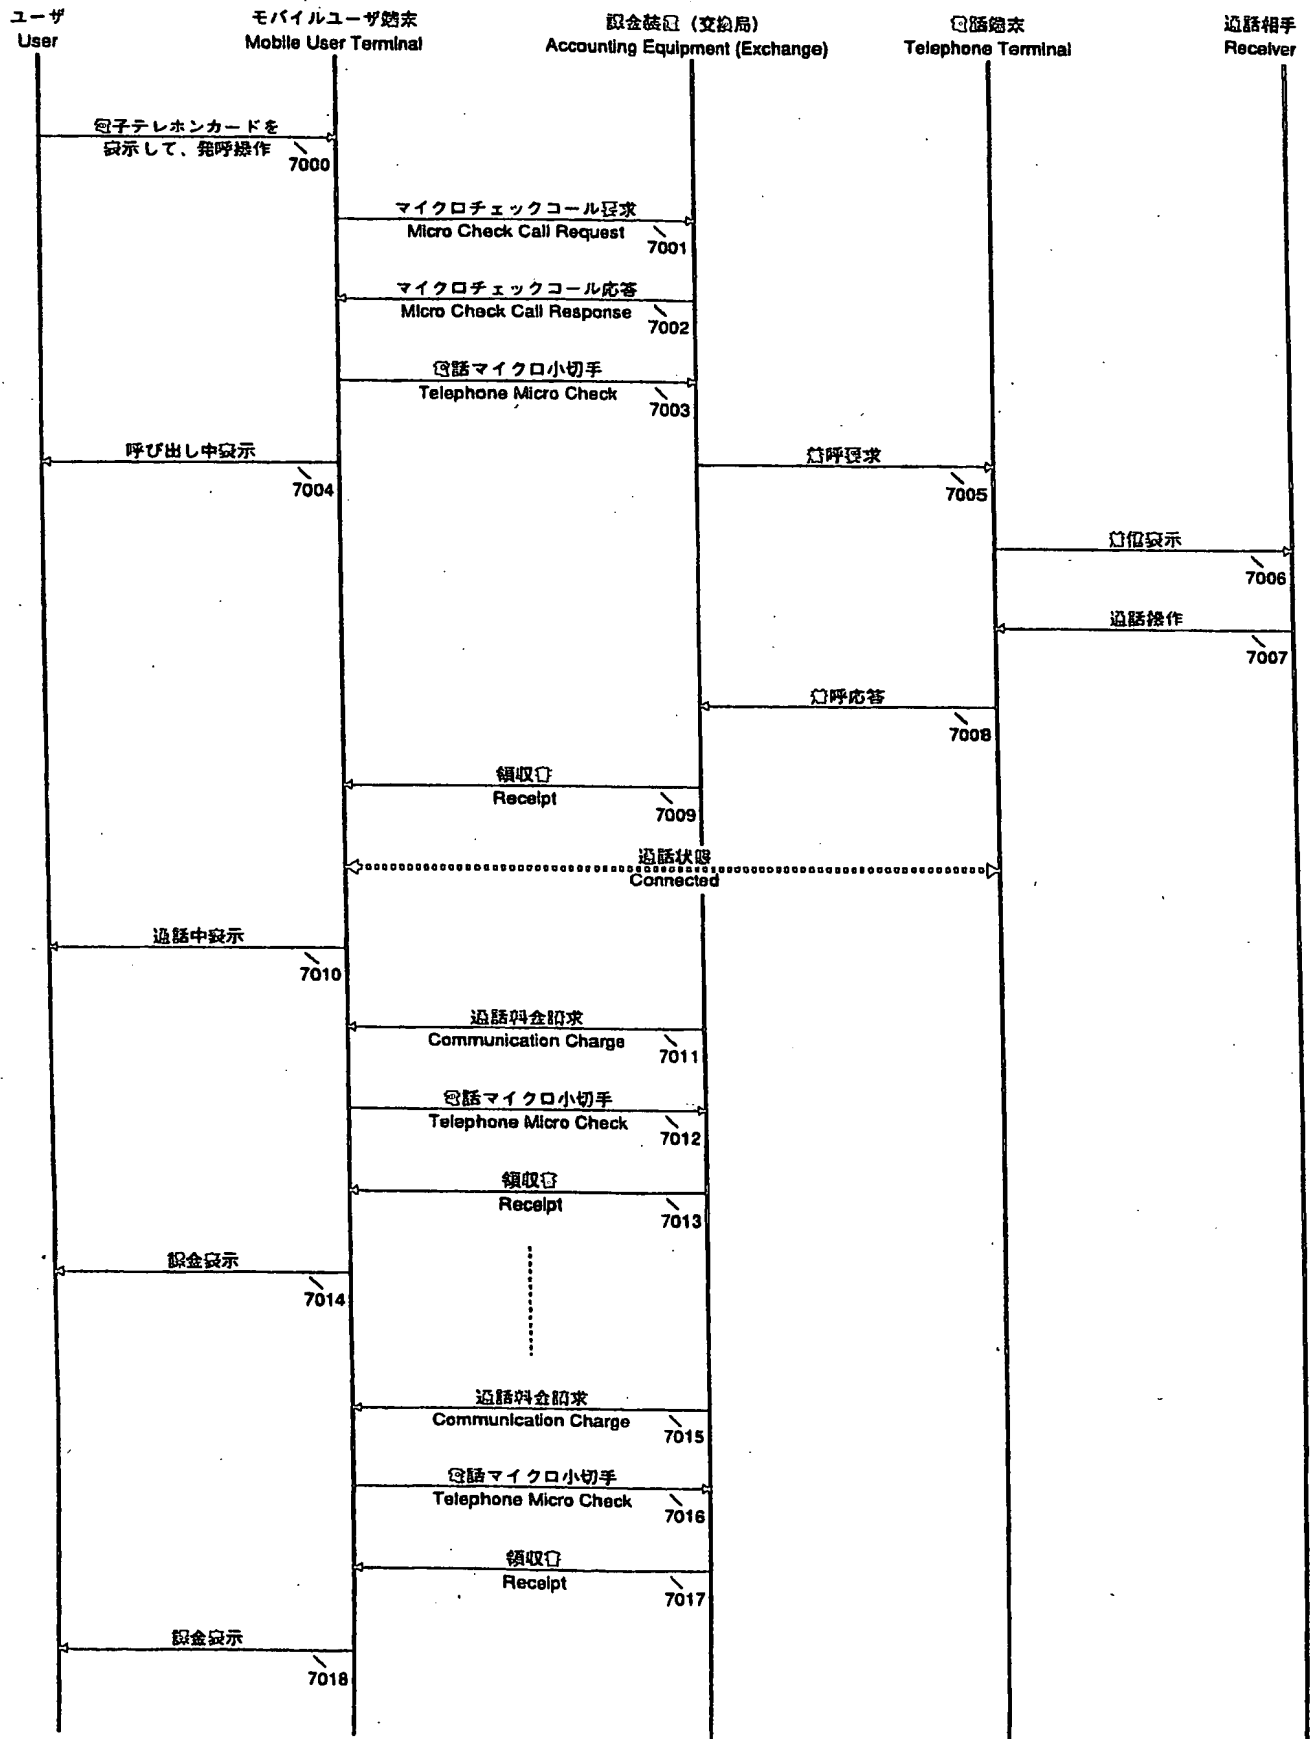 ユーザ
User
モバイルユーザ端末
Mobile User Terminal
課金装置（交換局）
Accounting Equipment (Exchange)
電話端末
Telephone Terminal
通話相手
Receiver
電子テレホンカードを
表示して、発呼操作
7000
マイクロチェックコール要求
Micro Check Call Request
7001
マイクロチェックコール応答
Micro Check Call Response
7002
電話マイクロ小切手
Telephone Micro Check
7003
呼び出し中表示
7004
着呼要求
7005
着信表示
7006
通話操作
7007
着呼応答
7008
領収書
Receipt
7009
通話状態
Connected
通話中表示
7010
通話料金請求
Communication Charge
7011
電話マイクロ小切手
Telephone Micro Check
7012
領収書
Receipt
7013
課金表示
7014
通話料金請求
Communication Charge
7015
電話マイクロ小切手
Telephone Micro Check
7016
領収書
Receipt
7017
課金表示
7018